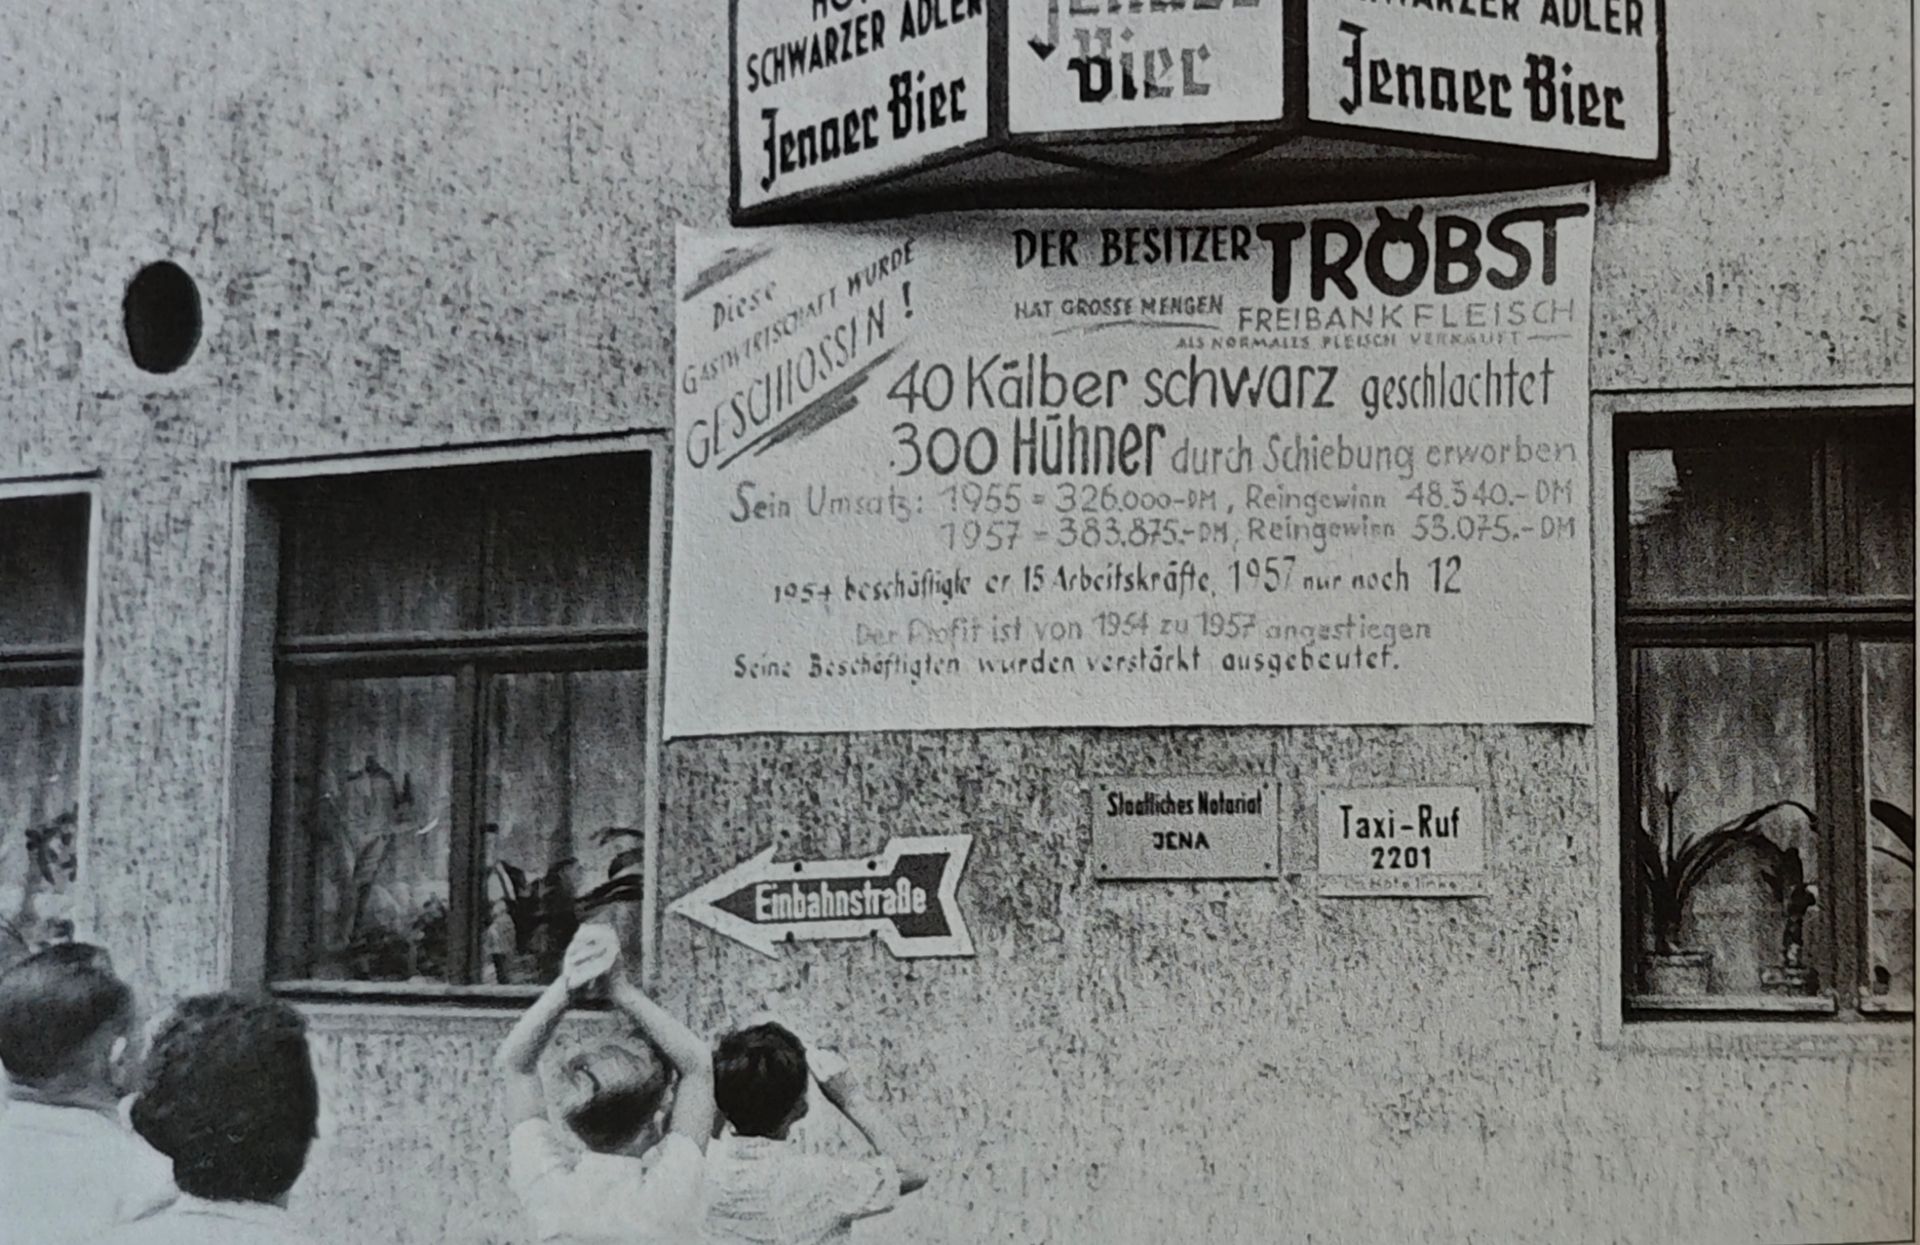 SCHWARZER ADLER
Jenaer Bier
Bier
SCHWARZER ADLER
Jenaer Bier
Diese
GASTWIRTSCHAFT WURDE
GESCHLOSSEN!
DER BESITZER TRÖBST
HAT GROSSE MENGEN FREIBANKFLEISCH
ALS NORMALES FLEISCH VERKAUFT
40 Kälber schwarz geschlachtet
300 Hühner durch Schiebung erworben
Sein Umsatz: 1955 = 326.000-DM, Reingewinn 48.340.- DM
1957 = 383.875.- DM, Reingewinn 53.075.- DM
1954 beschäftigte er 15 Arbeitskräfte, 1957 nur noch 12
Der Profit ist von 1954 zu 1957 angestiegen
Seine Beschäftigten wurden verstärkt ausgebeutet.
Staatliches Notariat
JENA
Taxi-Ruf
2201
Einbahnstraße